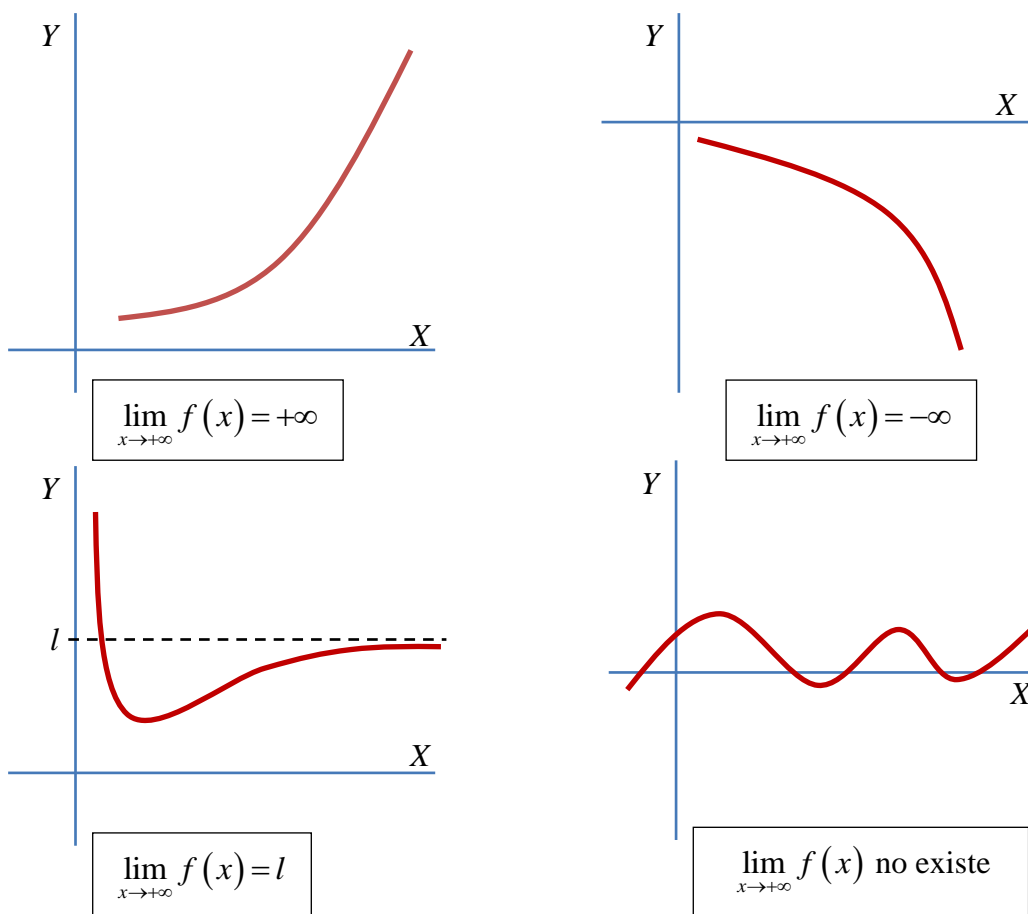 Y
X
lim f(x) = +∞
x→+∞
Y
X
lim f(x) = −∞
x→+∞
Y
l
X
lim f(x) = l
x→+∞
Y
X
lim f(x) no existe
x→+∞